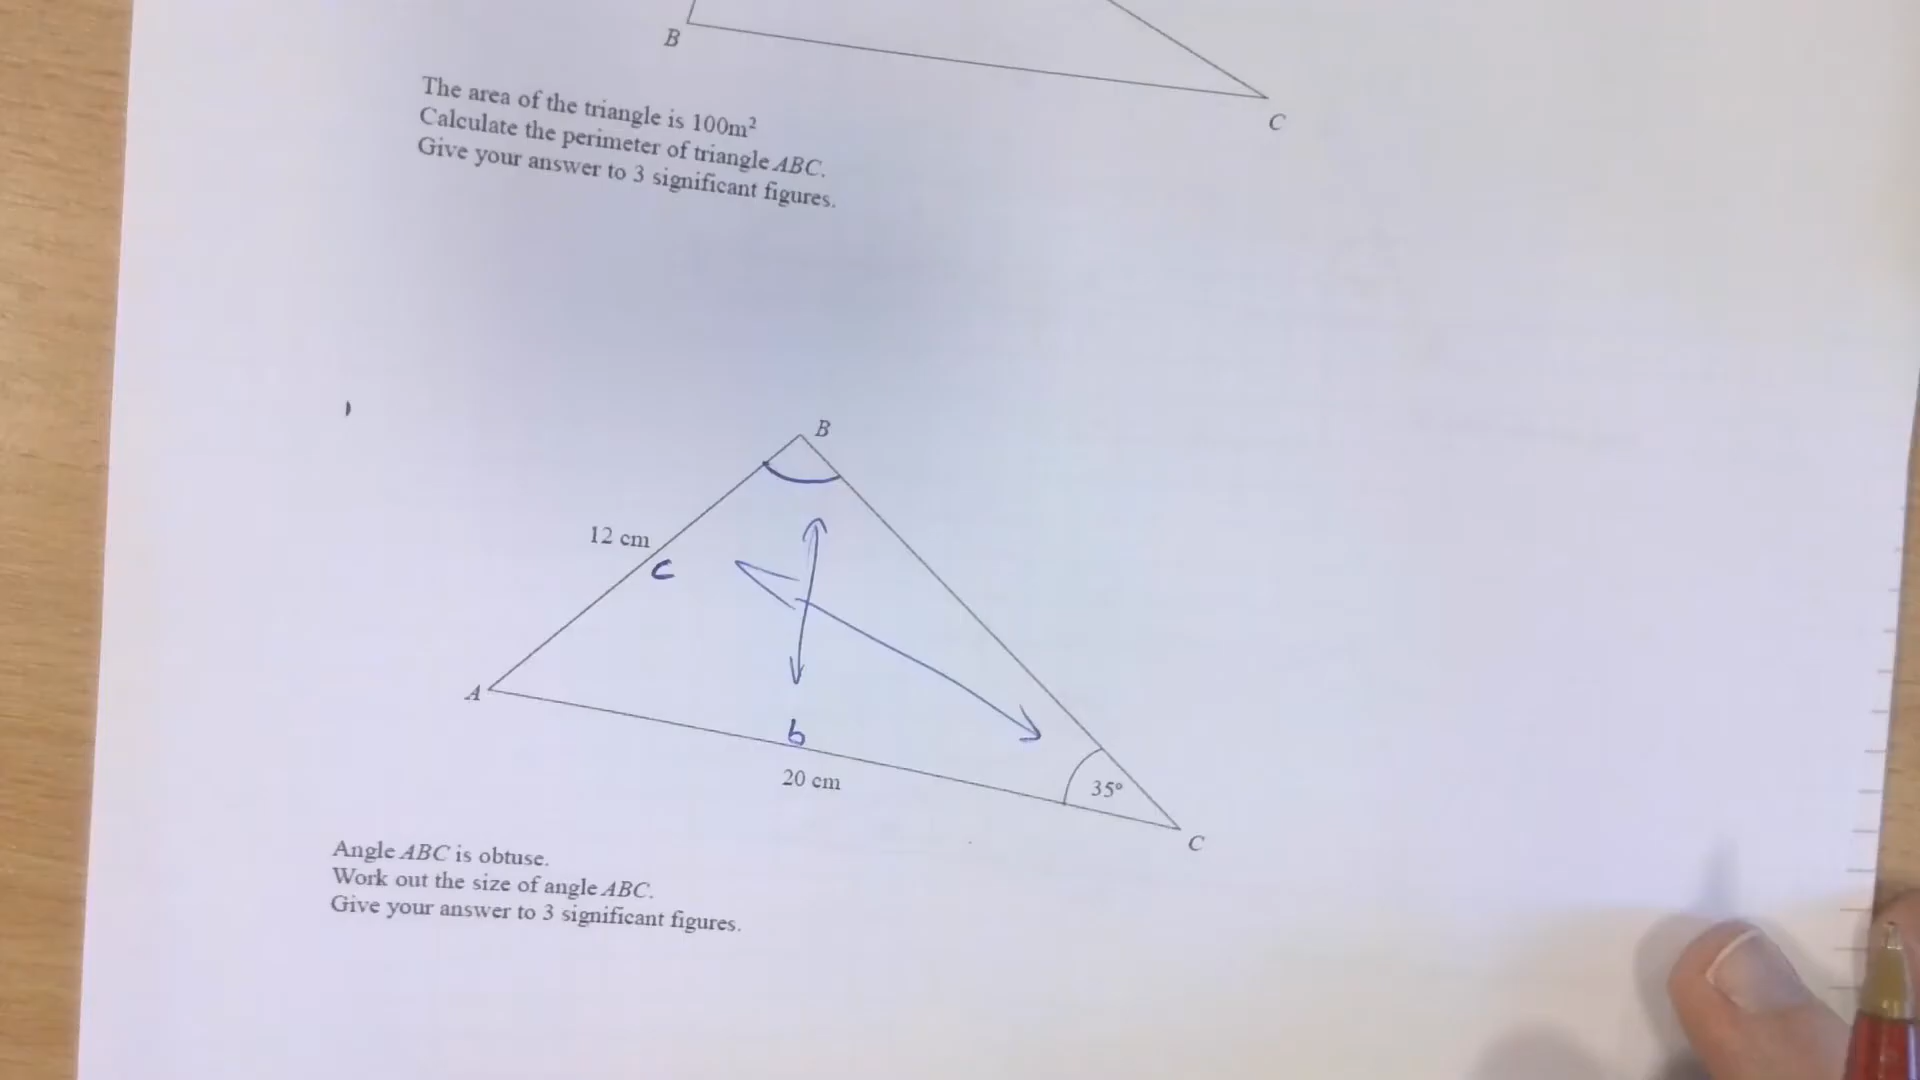 B
C
The area of the triangle is 100m²
Calculate the perimeter of triangle ABC.
Give your answer to 3 significant figures.
B
12 cm
c
A
b
20 cm
35°
C
Angle ABC is obtuse.
Work out the size of angle ABC.
Give your answer to 3 significant figures.